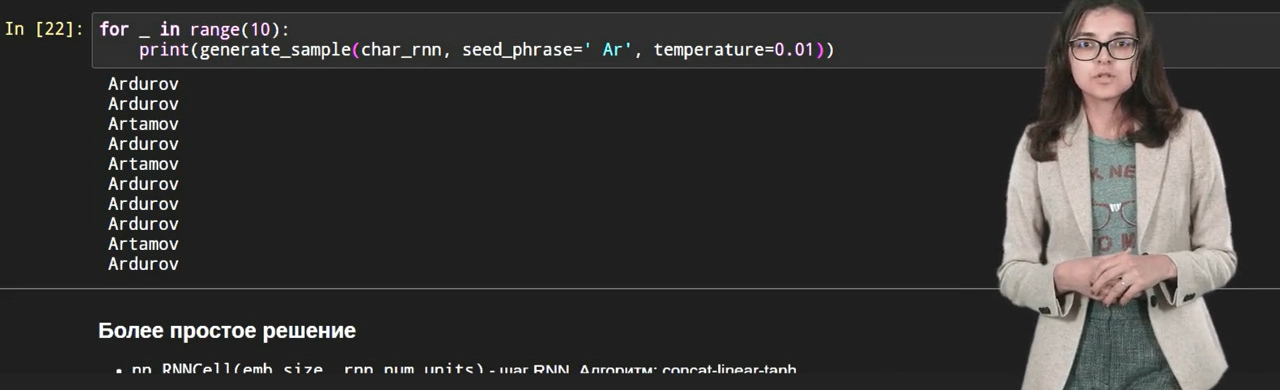 In [22]:
for _ in range(10):
print(generate_sample(char_rnn, seed_phrase=' Ar', temperature=0.01))
Ardurov
Ardurov
Artamov
Ardurov
Artamov
Ardurov
Ardurov
Ardurov
Artamov
Ardurov
Более простое решение
• nn.RNNCell(emb_size, rnn_num_units) - шаг RNN. Алгоритм: concat-linear-tanh
NE